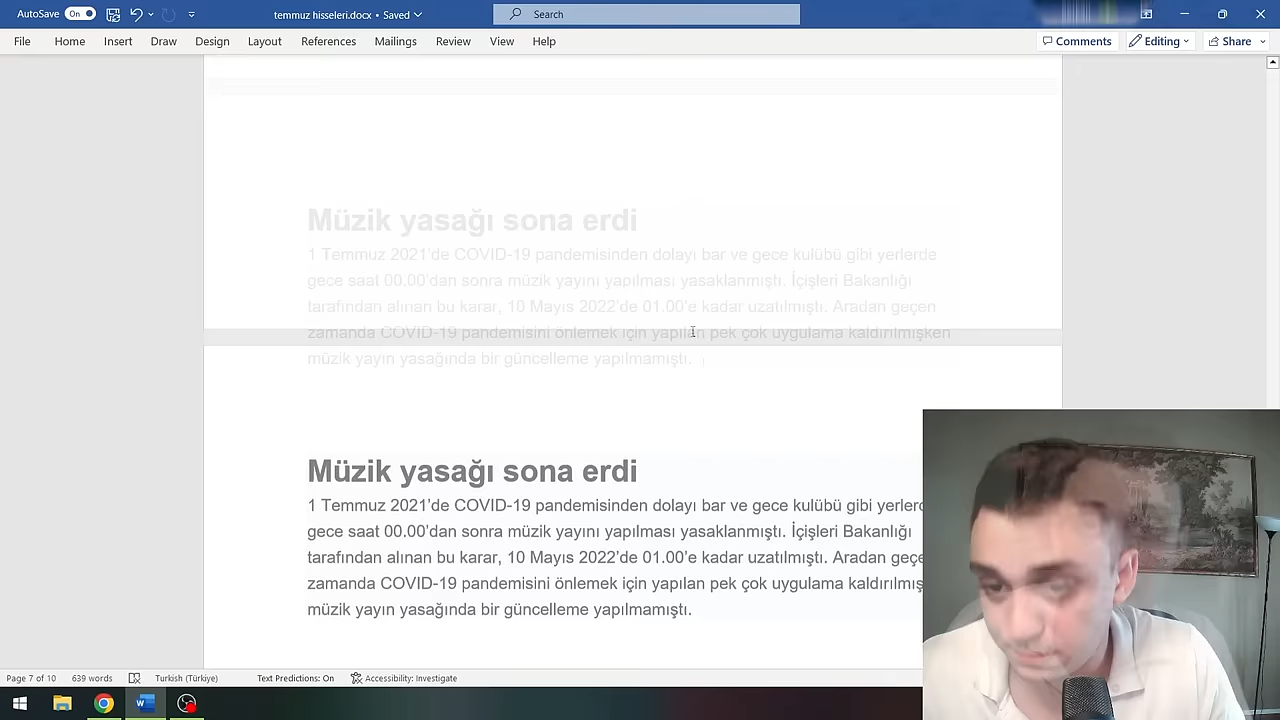 AutoSave On temmuz hisseleri.docx • Saved Search
File Home Insert Draw Design Layout References Mailings Review View Help Comments Editing Share
Müzik yasağı sona erdi
1 Temmuz 2021'de COVID-19 pandemisinden dolayı bar ve gece kulübü gibi yerlerde
gece saat 00.00'dan sonra müzik yayını yapılması yasaklanmıştı. İçişleri Bakanlığı
tarafından alınan bu karar, 10 Mayıs 2022'de 01.00'e kadar uzatılmıştı. Aradan geçen
zamanda COVID-19 pandemisini önlemek için yapılan pek çok uygulama kaldırılmışken
müzik yayın yasağında bir güncelleme yapılmamıştı.
Müzik yasağı sona erdi
1 Temmuz 2021'de COVID-19 pandemisinden dolayı bar ve gece kulübü gibi
gece saat 00.00'dan sonra müzik yayını yapılması yasaklanmıştı. İçişleri Bakanlığı
tarafından alınan bu karar, 10 Mayıs 2022'de 01.00'e kadar uzatılmıştı. Aradan
zamanda COVID-19 pandemisini önlemek için yapılan pek çok uygulama
müzik yayın yasağında bir güncelleme yapılmamıştı.
Page 7 of 10 639 words Turkish (Türkiye) Text Predictions: On Accessibility: Investigate